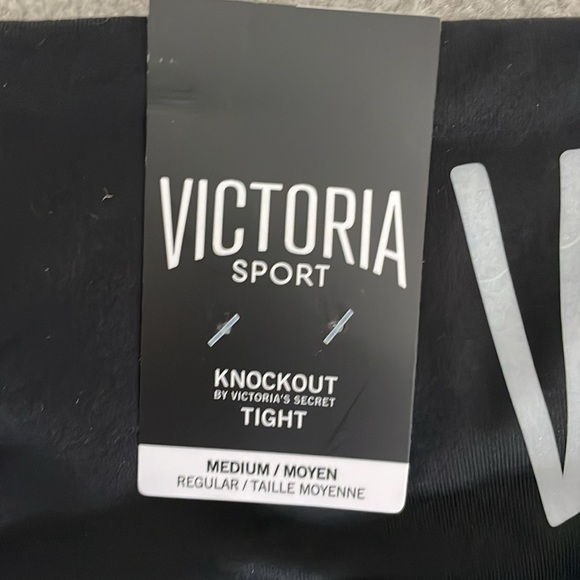 VICTORIA
SPORT
KNOCKOUT
BY VICTORIA'S SECRET
TIGHT
MEDIUM / MOYEN
REGULAR / TAILLE MOYENNE
V